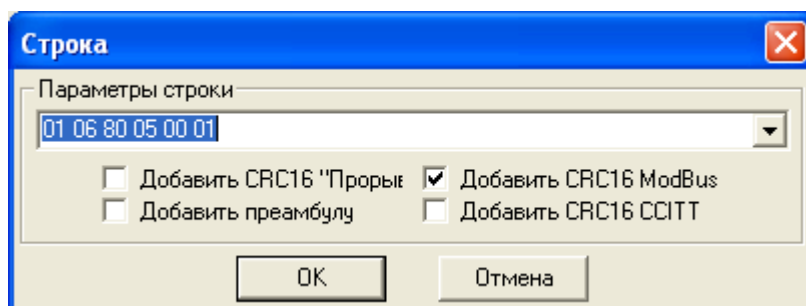 Строка
Параметры строки
01 06 80 05 00 01
Добавить CRC16 "Прорыв Добавить CRC16 ModBus
Добавить преамбулу Добавить CRC16 CCITT
OK Отмена